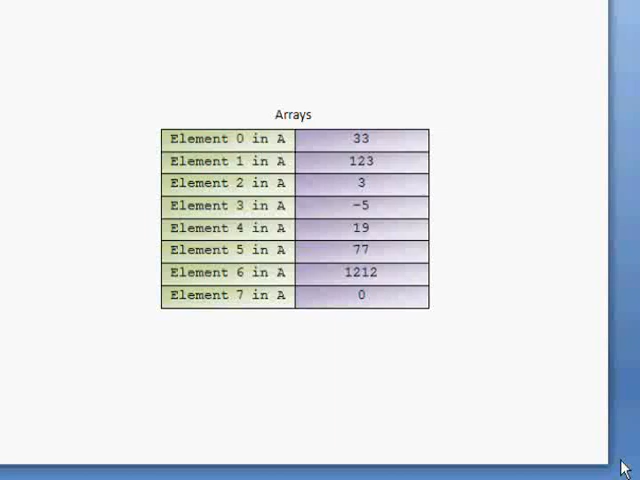 Arrays
Element 0 in A 33
Element 1 in A 123
Element 2 in A 3
Element 3 in A -5
Element 4 in A 19
Element 5 in A 77
Element 6 in A 1212
Element 7 in A 0